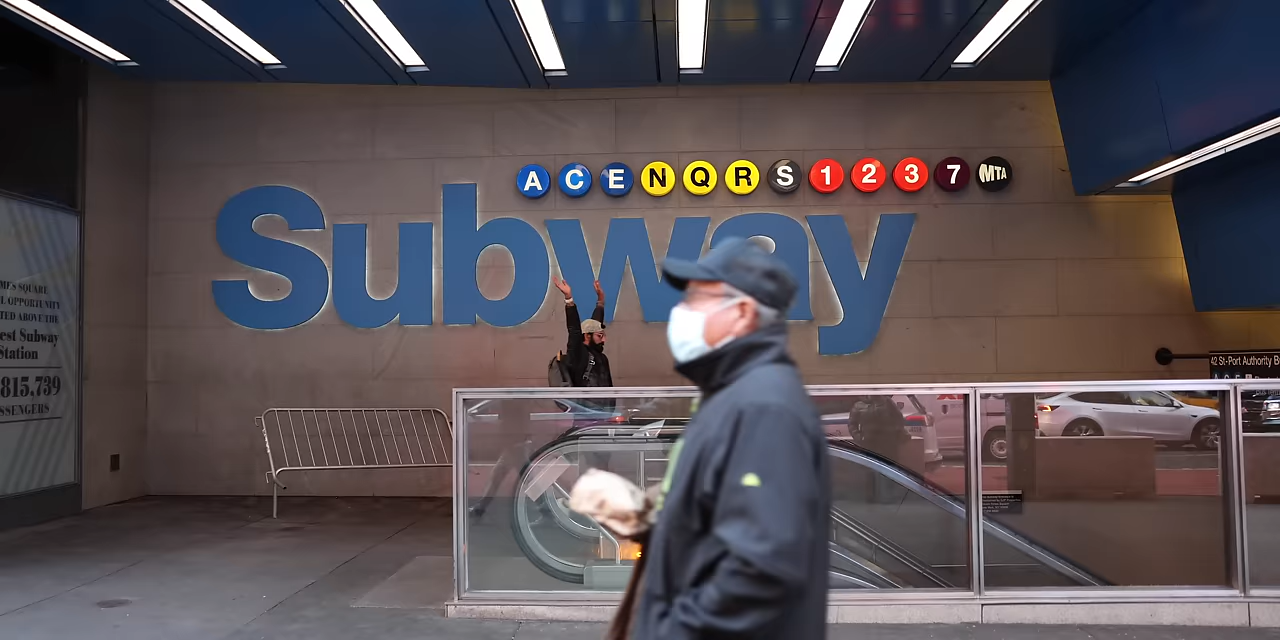 A C E N Q R S 1 2 3 7 MTA
Subway
MES SQUARE
L OPPORTUNITY
TED ABOVE THE
est Subway
Station
815,739
SSENGERS
42 St-Port Authority B
A C E